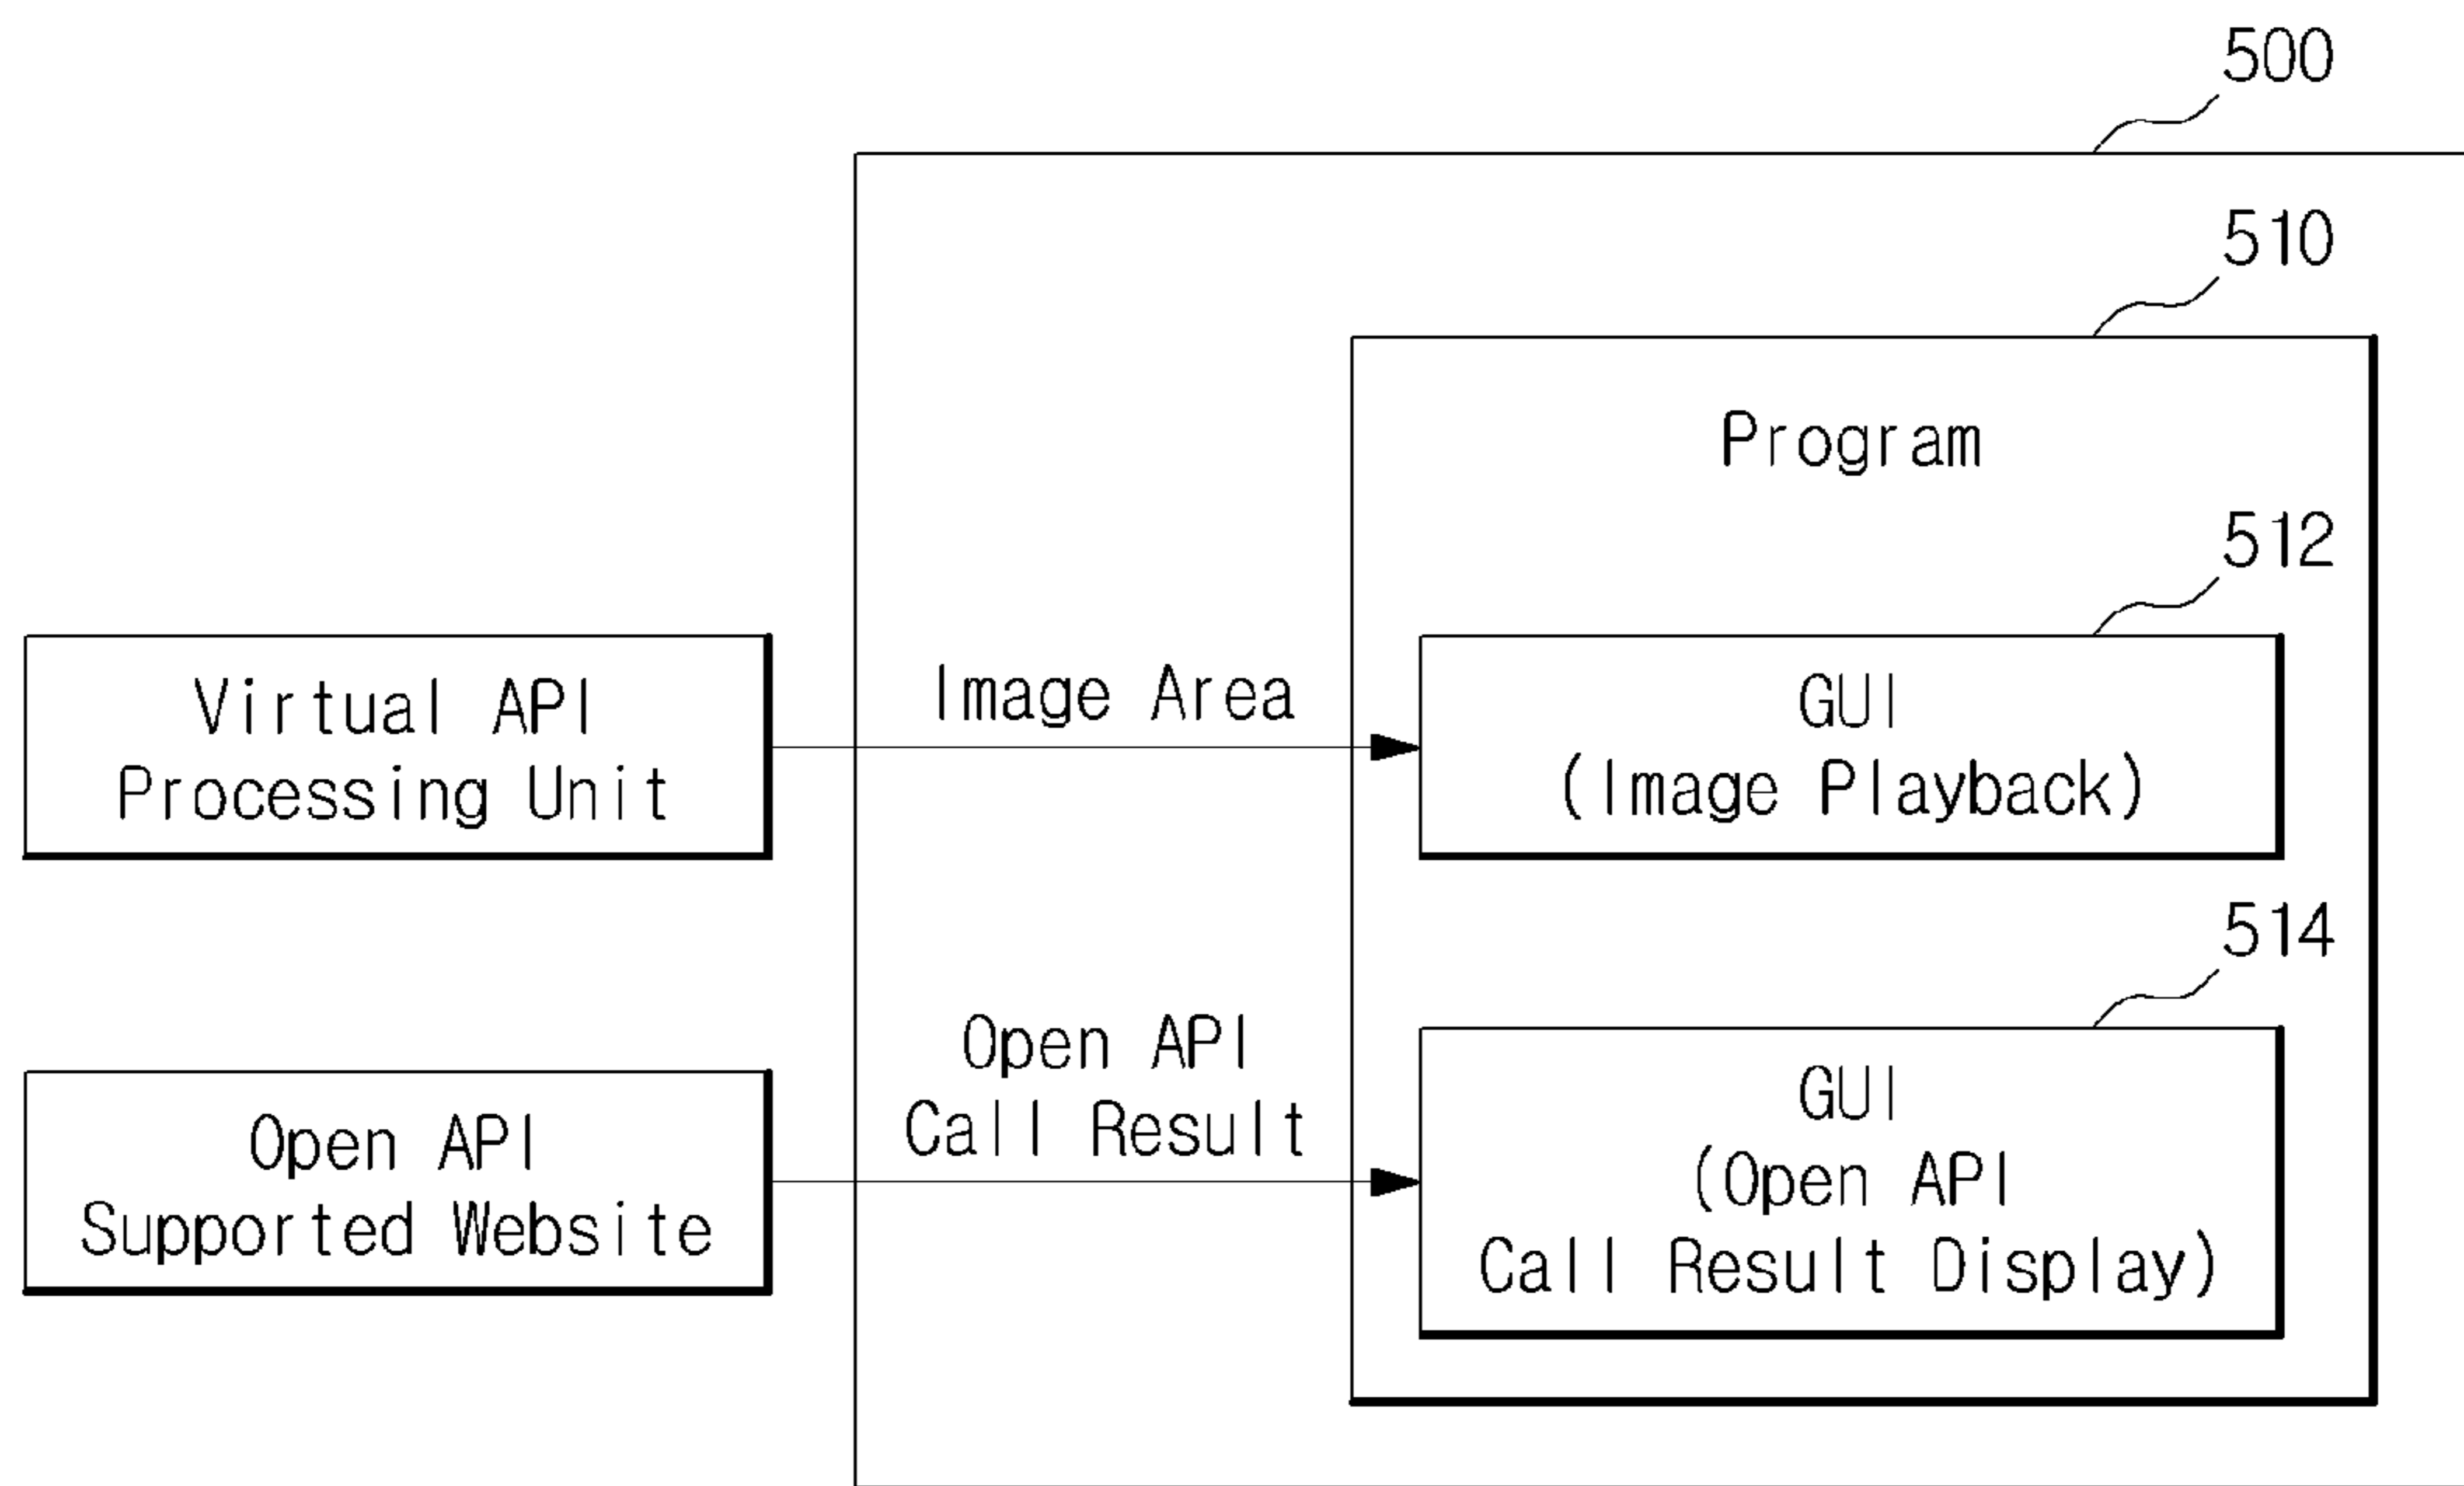 500
510
Program
512
Virtual API
Processing Unit
Image Area
GUI
(Image Playback)
514
Open API
Supported Website
Open API
Call Result
GUI
(Open API
Call Result Display)